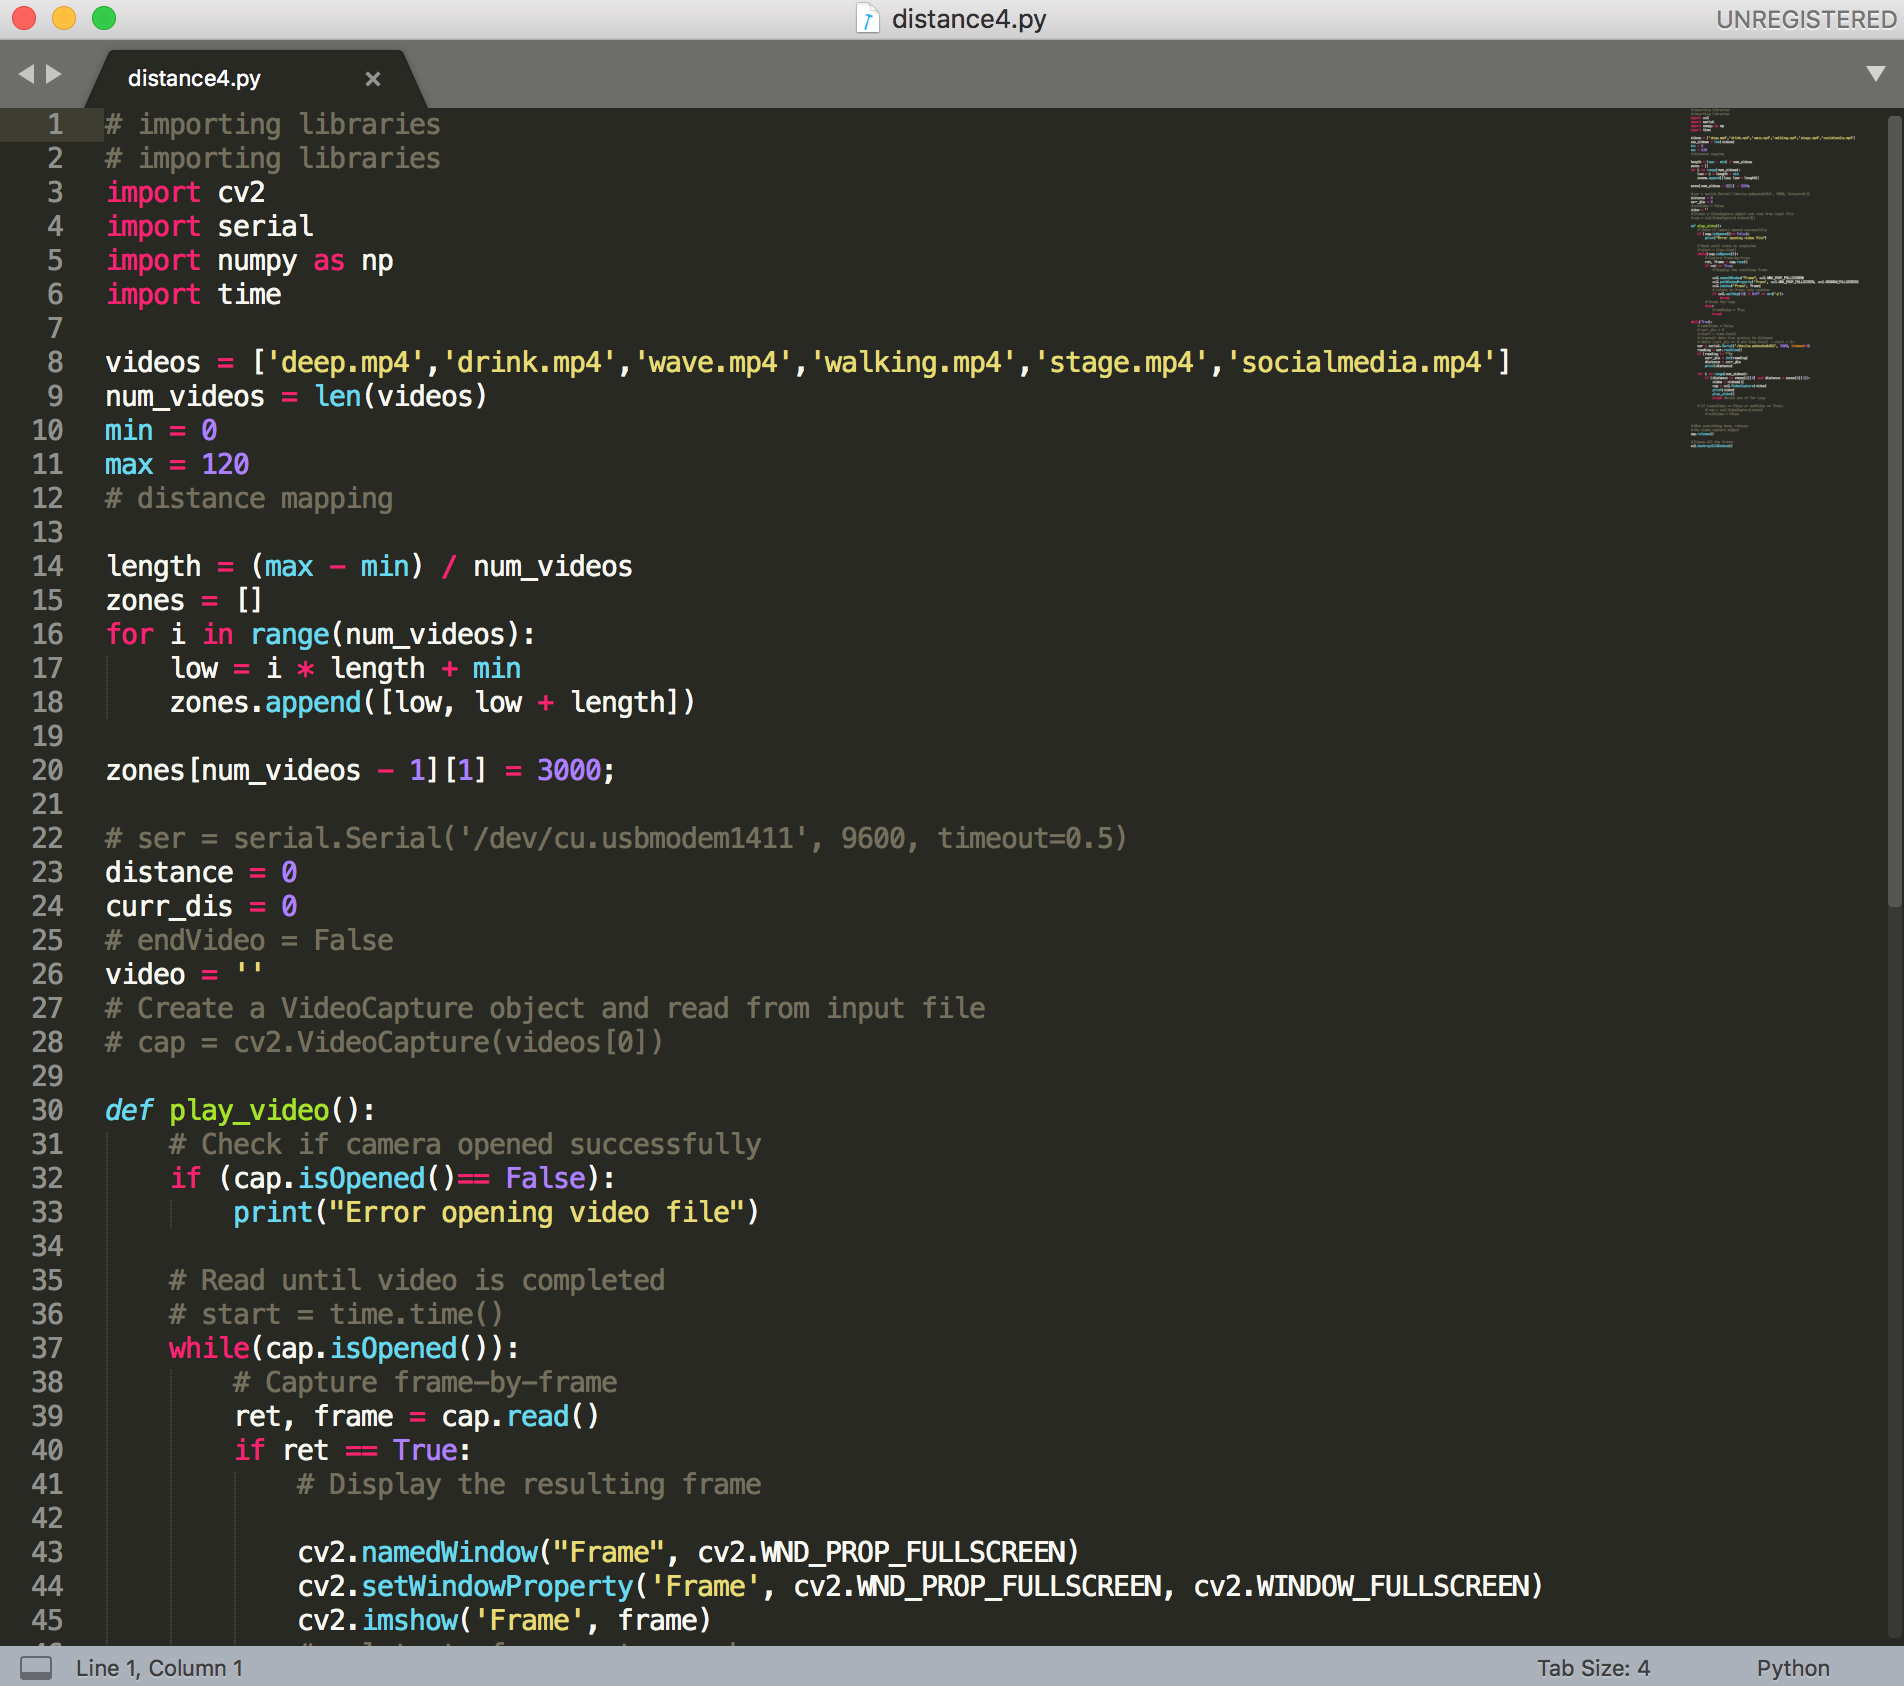 distance4.py
UNREGISTERED
distance4.py
1 # importing libraries
2 # importing libraries
3 import cv2
4 import serial
5 import numpy as np
6 import time
7
8 videos = ['deep.mp4','drink.mp4','wave.mp4','walking.mp4','stage.mp4','socialmedia.mp4']
9 num_videos = len(videos)
10 min = 0
11 max = 120
12 # distance mapping
13
14 length = (max - min) / num_videos
15 zones = []
16 for i in range(num_videos):
17     low = i * length + min
18     zones.append([low, low + length])
19
20 zones[num_videos - 1][1] = 3000;
21
22 # ser = serial.Serial('/dev/cu.usbmodem1411', 9600, timeout=0.5)
23 distance = 0
24 curr_dis = 0
25 # endVideo = False
26 video = ''
27 # Create a VideoCapture object and read from input file
28 # cap = cv2.VideoCapture(videos[0])
29
30 def play_video():
31     # Check if camera opened successfully
32     if (cap.isOpened()== False):
33         print("Error opening video file")
34
35     # Read until video is completed
36     # start = time.time()
37     while(cap.isOpened()):
38         # Capture frame-by-frame
39         ret, frame = cap.read()
40         if ret == True:
41             # Display the resulting frame
42
43             cv2.namedWindow("Frame", cv2.WND_PROP_FULLSCREEN)
44             cv2.setWindowProperty('Frame', cv2.WND_PROP_FULLSCREEN, cv2.WINDOW_FULLSCREEN)
45             cv2.imshow('Frame', frame)
Line 1, Column 1
Tab Size: 4
Python